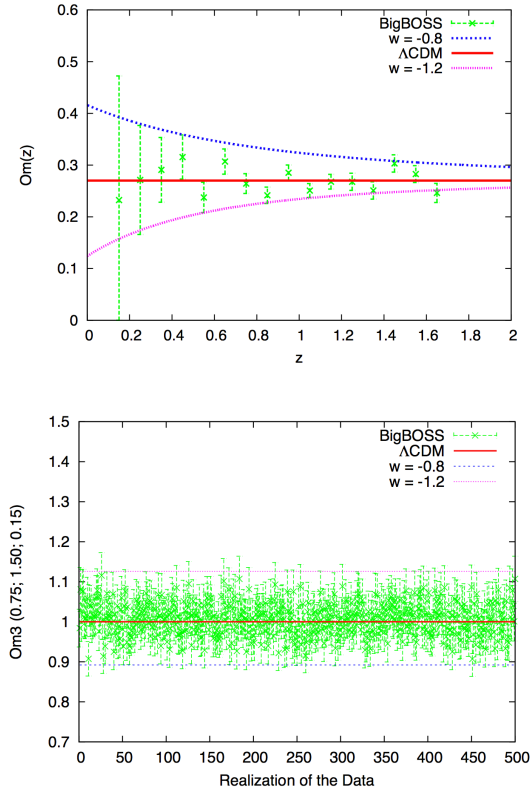 0.6
0.5
0.4
0.3
0.2
0.1
0
Om(z)
BigBOSS
w = -0.8
ΛCDM
w = -1.2
0 0.2 0.4 0.6 0.8 1 1.2 1.4 1.6 1.8 2
z
1.5
1.4
1.3
1.2
1.1
1
0.9
0.8
0.7
Om3 (0.75; 1.50; 0.15)
BigBOSS
ΛCDM
w = -0.8
w = -1.2
0 50 100 150 200 250 300 350 400 450 500
Realization of the Data